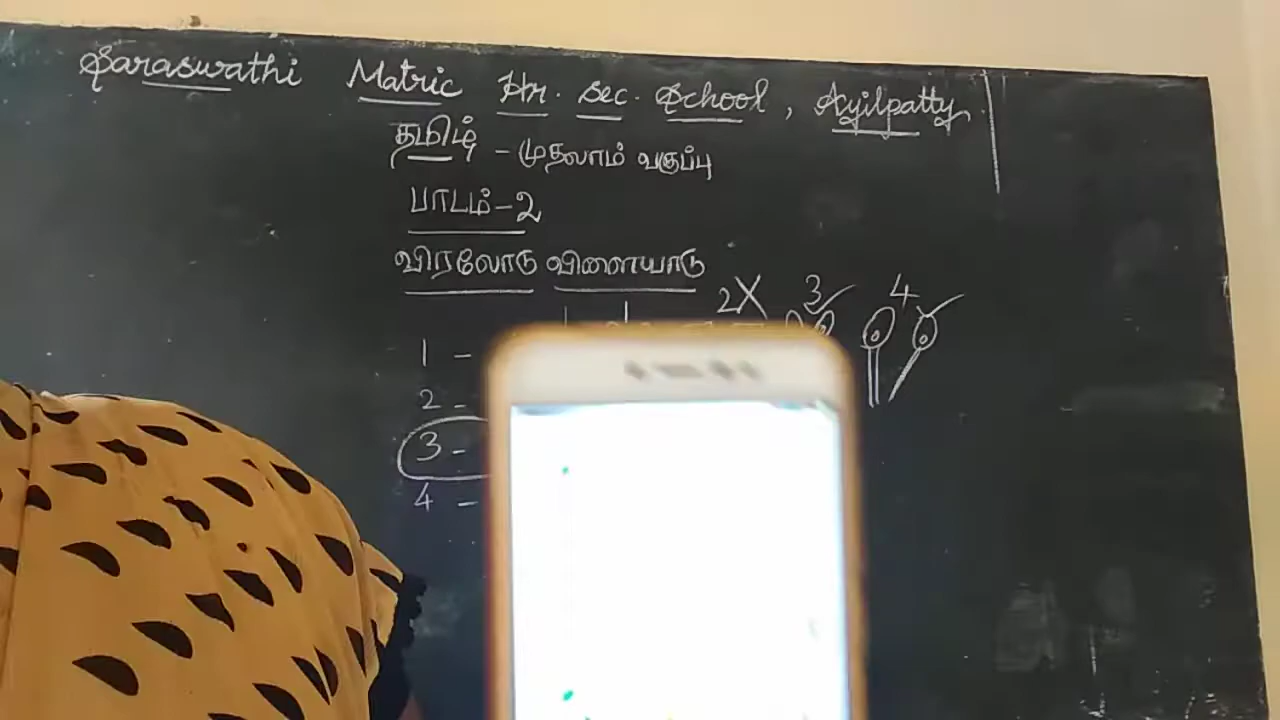 Saraswathi Matric Hr. Sec. School, Ayilpatty.
தமிழ் - முதலாம் வகுப்பு
பாடம்-2
விரலோடு விளையாடு
2X 3✓ 4✓
1 -
2 -
3 -
4 -